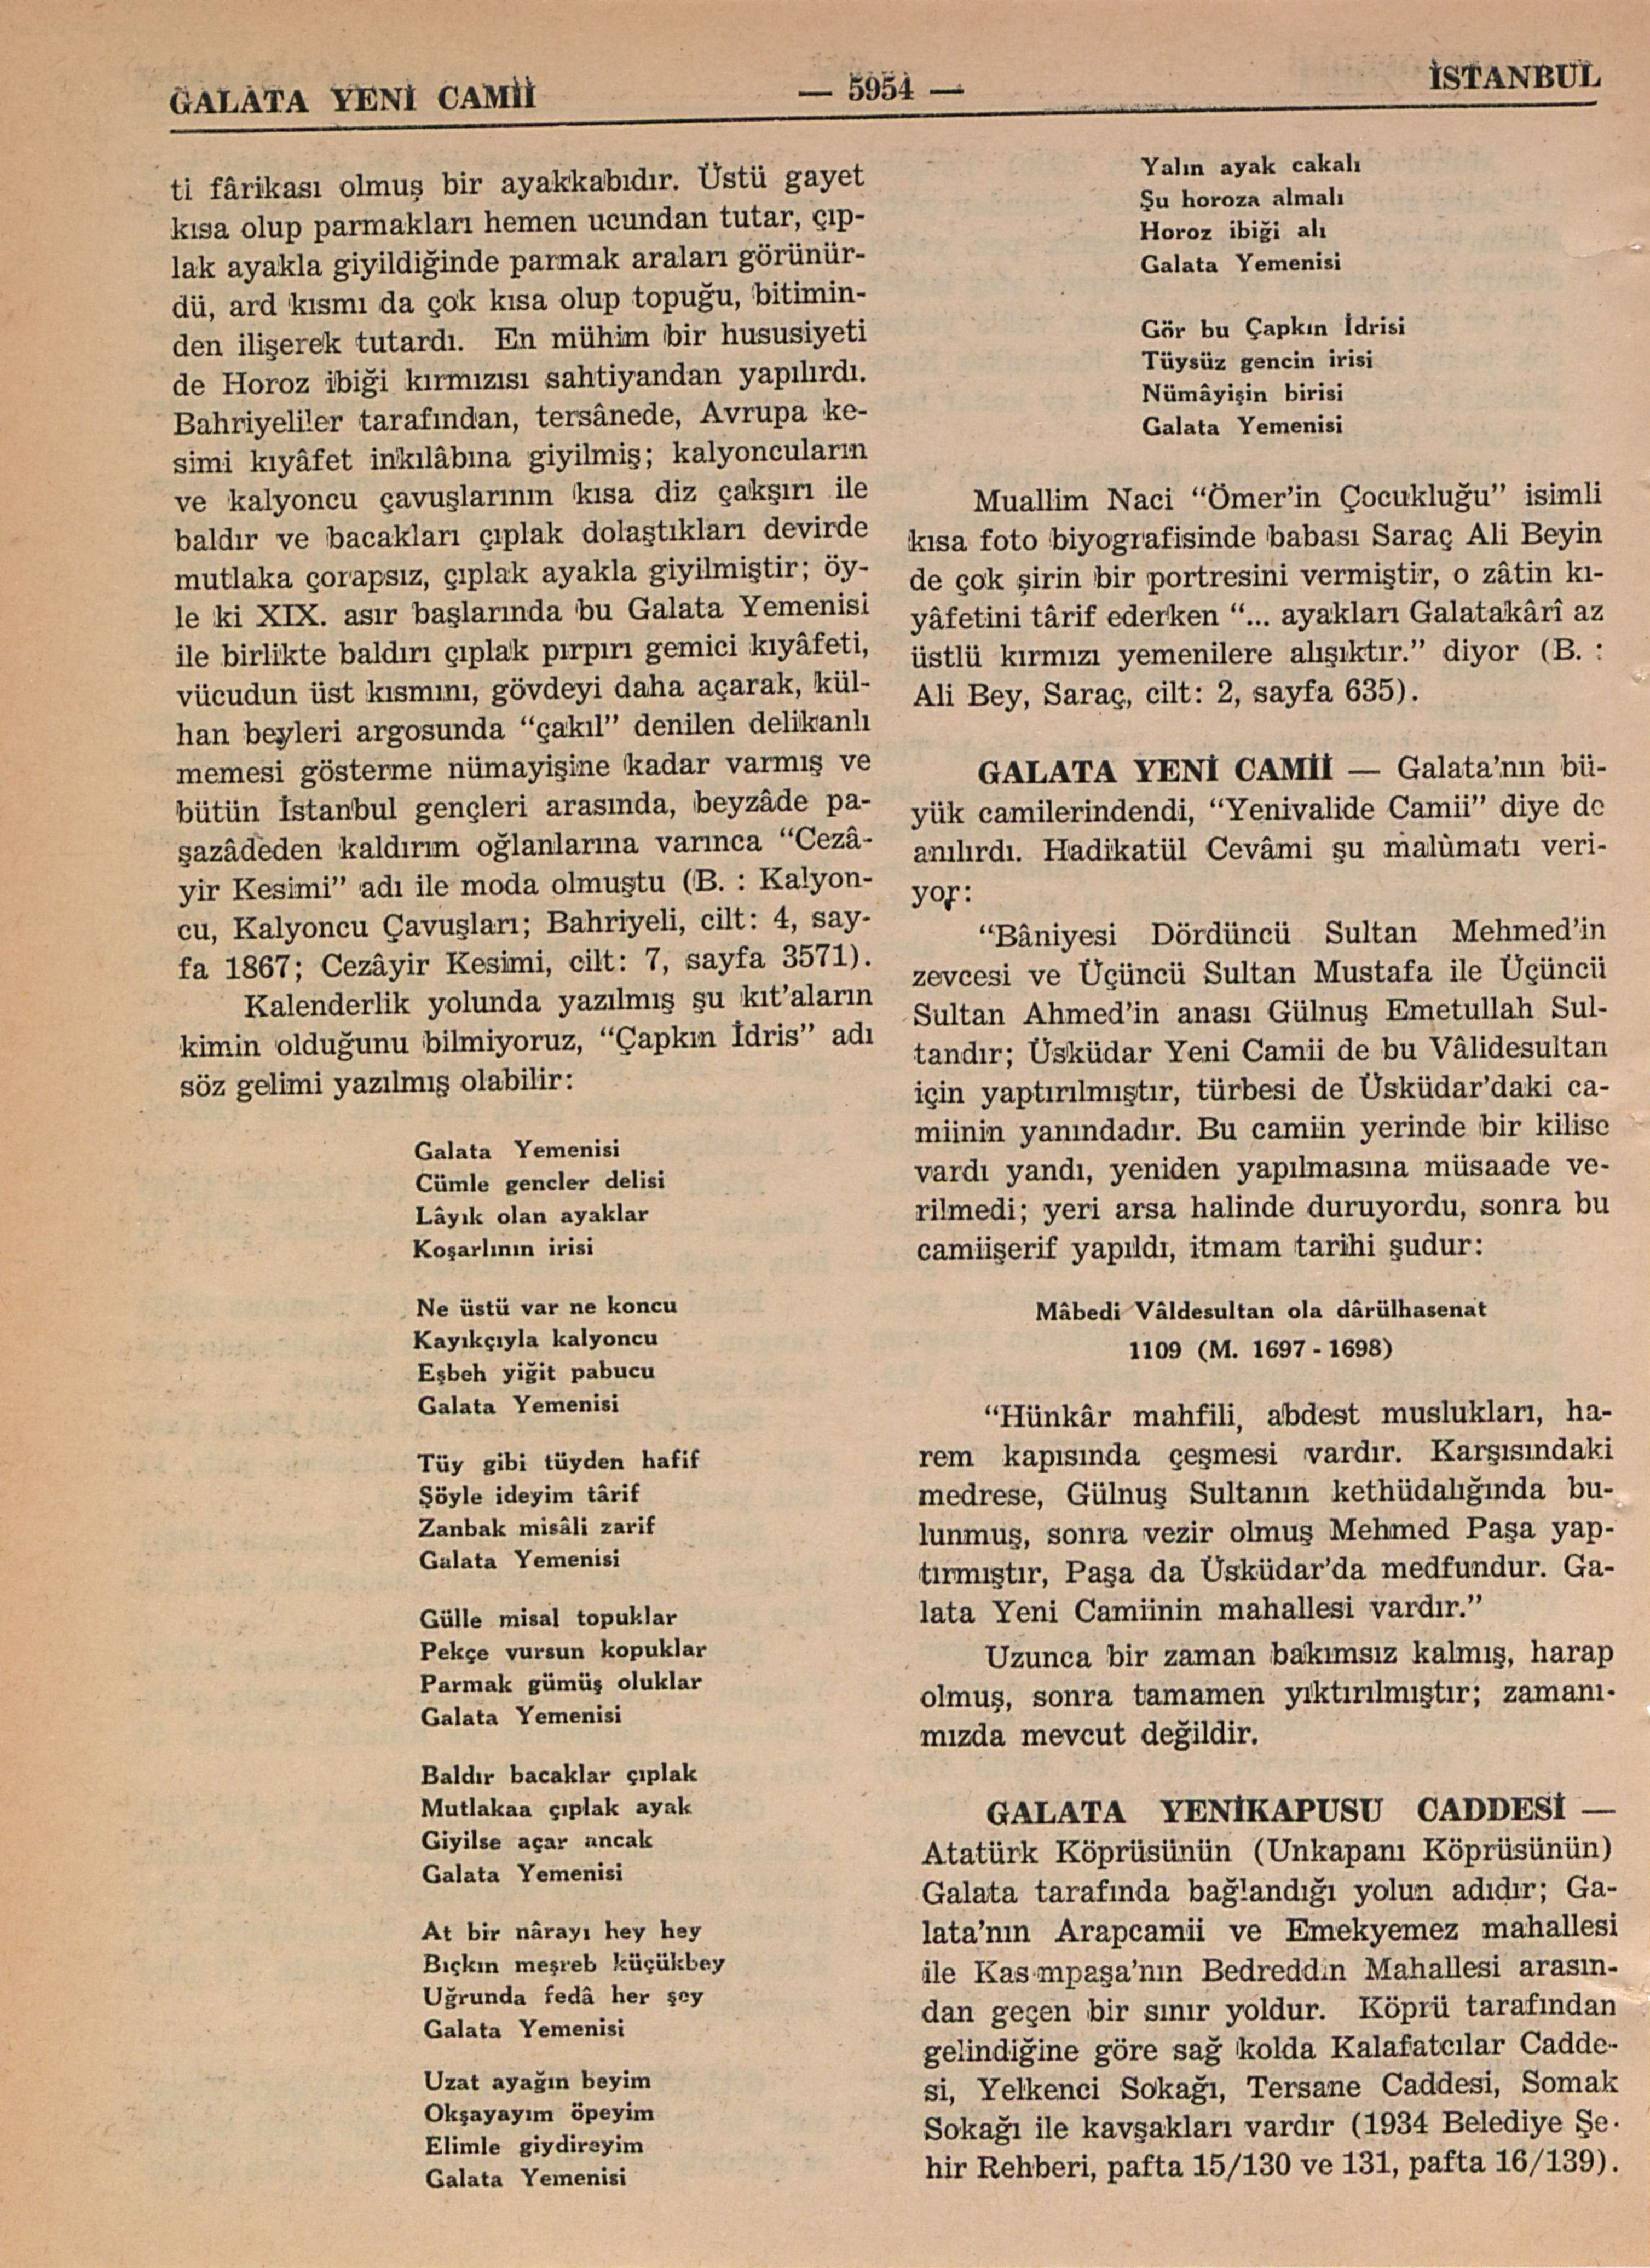 GALATA YENİ CAMİİ
— 5954 —
İSTANBUL
ti fârikası olmuş bir ayakkabıdır. Üstü gayet
kısa olup parmakları hemen ucundan tutar, çıp-
lak ayakla giyildiğinde parmak araları görünür-
dü, ard kısmı da çok kısa olup topuğu, bitimin-
den ilişerek tutardı. En mühim bir hususiyeti
de Horoz ibiği kırmızısı sahtiyandan yapılırdı.
Bahriyeliler tarafından, tersânede, Avrupa ke-
simi kıyâfet inkılâbına giyilmiş; kalyoncuların
ve kalyoncu çavuşlarının kısa diz çakşırı ile
baldır ve bacakları çıplak dolaştıkları devirde
mutlaka çorapsız, çıplak ayakla giyilmiştir; öy-
le ki XIX. asır başlarında bu Galata Yemenisi
ile birlikte baldırı çıplak pırpırı gemici kıyâfeti,
vücudun üst kısmını, gövdeyi daha açarak, kül-
han beyleri argosunda “çakıl” denilen delikanlı
memesi gösterme nümayişine kadar varmış ve
bütün İstanbul gençleri arasında, beyzâde pa-
şazâdeden kaldırım oğlanlarına varınca “Cezâ-
yir Kesimi” adı ile moda olmuştu (B. : Kalyon-
cu, Kalyoncu Çavuşları; Bahriyeli, cilt: 4, say-
fa 1867; Cezâyir Kesimi, cilt: 7, sayfa 3571).
Kalenderlik yolunda yazılmış şu kıt’aların
kimin olduğunu bilmiyoruz, “Çapkın İdris” adı
söz gelimi yazılmış olabilir:
Galata Yemenisi
Cümle gencler delisi
Lâyık olan ayaklar
Koşarlının irisi
Ne üstü var ne koncu
Kayıkçıyla kalyoncu
Eşbeh yiğit pabucu
Galata Yemenisi
Tüy gibi tüyden hafif
Şöyle ideyim târif
Zanbak misâli zarif
Galata Yemenisi
Gülle misal topuklar
Pekçe vursun kopuklar
Parmak gümüş oluklar
Galata Yemenisi
Baldır bacaklar çıplak
Mutlakaa çıplak ayak
Giyilse açar ancak
Galata Yemenisi
At bir nârayı hey hey
Bıçkın meşreb küçükbey
Uğrunda fedâ her şey
Galata Yemenisi
Uzat ayağın beyim
Okşayayım öpeyim
Elimle giydireyim
Galata Yemenisi
Yalın ayak cakalı
Şu horoza almalı
Horoz ibiği alı
Galata Yemenisi
Gör bu Çapkın İdrisi
Tüysüz gencin irisi
Nümâyişin birisi
Galata Yemenisi
Muallim Naci “Ömer’in Çocukluğu” isimli
kısa foto biyografisinde babası Saraç Ali Beyin
de çok şirin bir portresini vermiştir, o zâtin kı-
yâfetini târif ederken “... ayakları Galatakârî az
üstlü kırmızı yemenilere alışıktır.” diyor (B. :
Ali Bey, Saraç, cilt: 2, sayfa 635).
GALATA YENİ CAMİİ — Galata’nın bü-
yük camilerindendi, “Yenivalide Camii” diye de
anılırdı. Hadikatül Cevâmi şu malûmatı veri-
yor:
“Bâniyesi Dördüncü Sultan Mehmed’in
zevcesi ve Üçüncü Sultan Mustafa ile Üçüncü
Sultan Ahmed’in anası Gülnuş Emetullah Sul-
tandır; Üsküdar Yeni Camii de bu Vâlidesultan
için yaptırılmıştır, türbesi de Üsküdar’daki ca-
miinin yanındadır. Bu camiin yerinde bir kilise
vardı yandı, yeniden yapılmasına müsaade ve-
rilmedi; yeri arsa halinde duruyordu, sonra bu
camiişerif yapıldı, itmam tarihi şudur:
Mâbedi Vâldesultan ola dârülhasenat
1109 (M. 1697 - 1698)
“Hünkâr mahfili, abdest muslukları, ha-
rem kapısında çeşmesi vardır. Karşısındaki
medrese, Gülnuş Sultanın kethüdalığında bu-
lunmuş, sonra vezir olmuş Mehmed Paşa yap-
tırmıştır, Paşa da Üsküdar’da medfundur. Ga-
lata Yeni Camiinin mahallesi vardır.”
Uzunca bir zaman bakımsız kalmış, harap
olmuş, sonra tamamen yıktırılmıştır; zamanı-
mızda mevcut değildir.
GALATA YENİKAPUSU CADDESİ —
Atatürk Köprüsünün (Unkapanı Köprüsünün)
Galata tarafında bağlandığı yolun adıdır; Ga-
lata’nın Arapcamii ve Emekyemez mahallesi
ile Kasımpaşa’nın Bedreddin Mahallesi arasın-
dan geçen bir sınır yoldur. Köprü tarafından
gelindiğine göre sağ kolda Kalafatcılar Cadde-
si, Yelkenci Sokağı, Tersane Caddesi, Somak
Sokağı ile kavşakları vardır (1934 Belediye Şe-
hir Rehberi, pafta 15/130 ve 131, pafta 16/139).